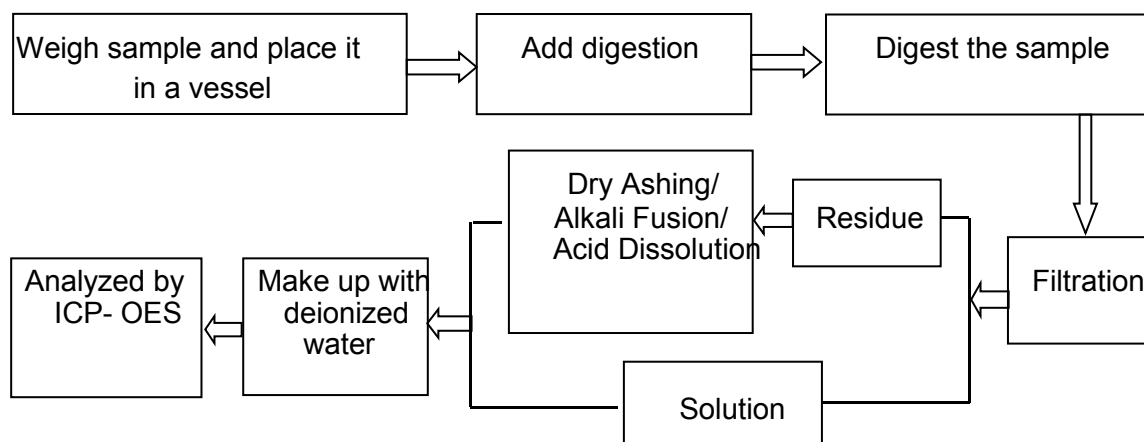 Weigh sample and place it
in a vessel
Add digestion
Digest the sample
Dry Ashing/
Alkali Fusion/
Acid Dissolution
Residue
Filtration
Analyzed by
ICP- OES
Make up with
deionized
water
Solution